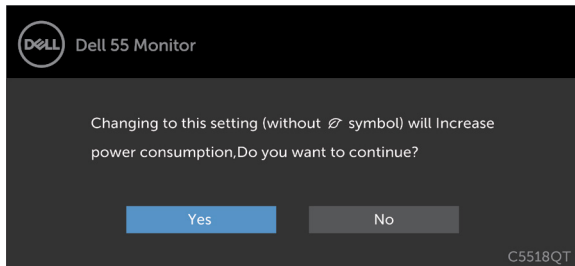 DELL
Dell 55 Monitor
Changing to this setting (without symbol) will Increase
power consumption,Do you want to continue?
Yes
No
C5518QT